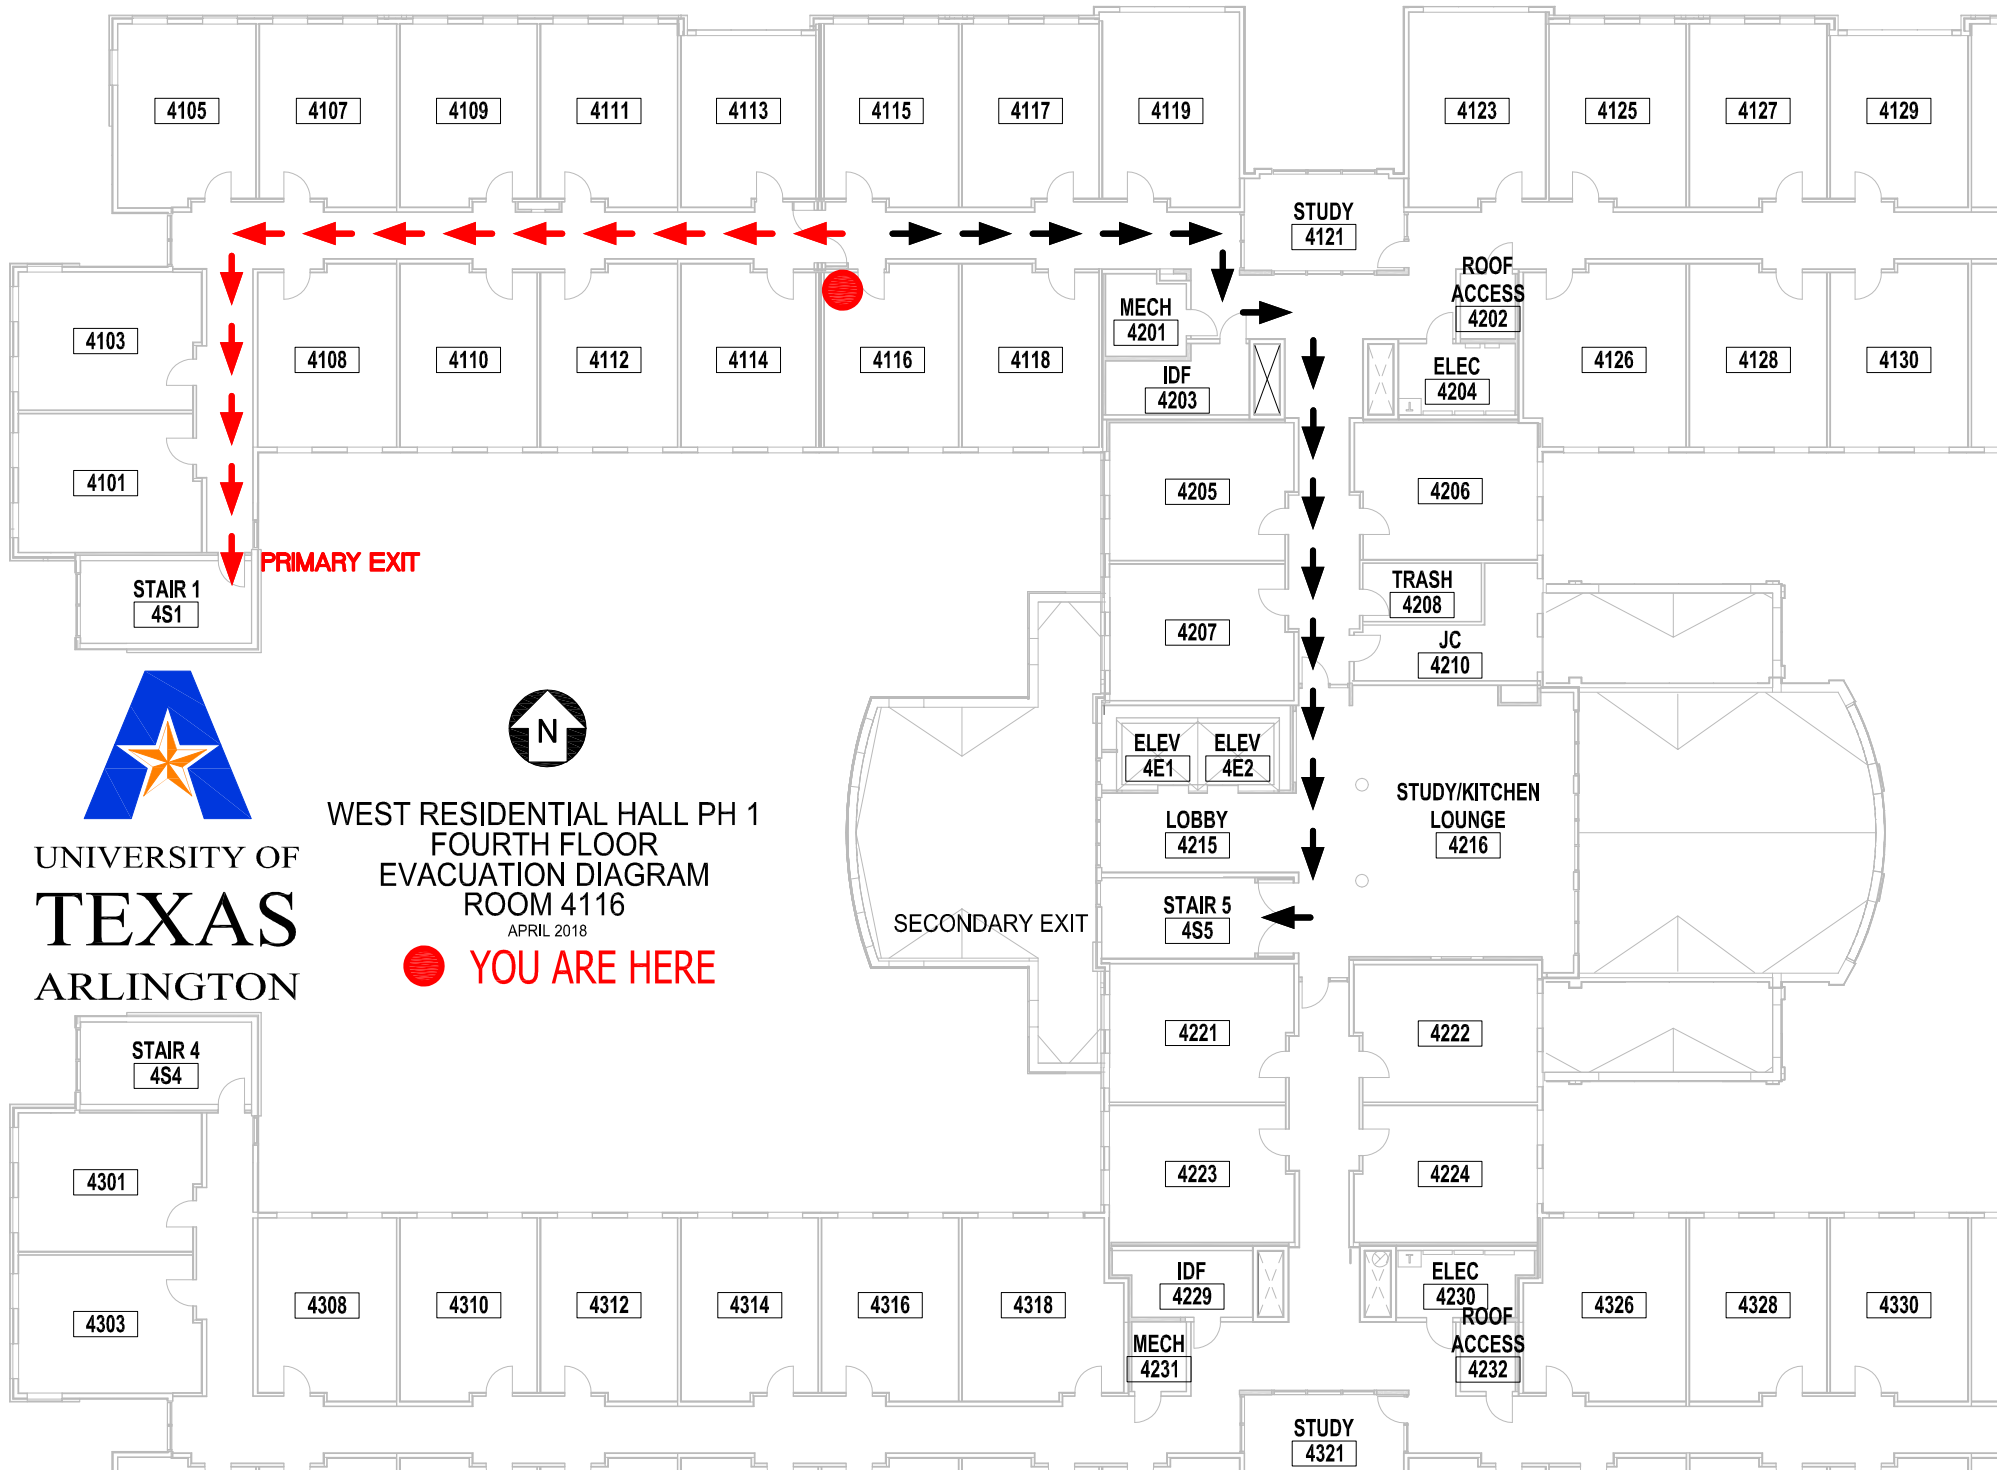 4105
4107
4109
4111
4113
4115
4117
4119
4123
4125
4127
4129
STUDY
4121
ROOF
ACCESS
4202
MECH
4201
4103
4108
4110
4112
4114
4116
4118
IDF
4203
ELEC
4204
4126
4128
4130
4101
4205
4206
PRIMARY EXIT
STAIR 1
4S1
TRASH
4208
4207
JC
4210
N
ELEV
4E1
ELEV
4E2
STUDY/KITCHEN
LOUNGE
4216
LOBBY
4215
UNIVERSITY OF
TEXAS
ARLINGTON
WEST RESIDENTIAL HALL PH 1
FOURTH FLOOR
EVACUATION DIAGRAM
ROOM 4116
APRIL 2018
YOU ARE HERE
SECONDARY EXIT
STAIR 5
4S5
STAIR 4
4S4
4221
4222
4301
4223
4224
4303
4308
4310
4312
4314
4316
4318
IDF
4229
T
ELEC
4230
ROOF
ACCESS
4232
MECH
4231
4326
4328
4330
STUDY
4321